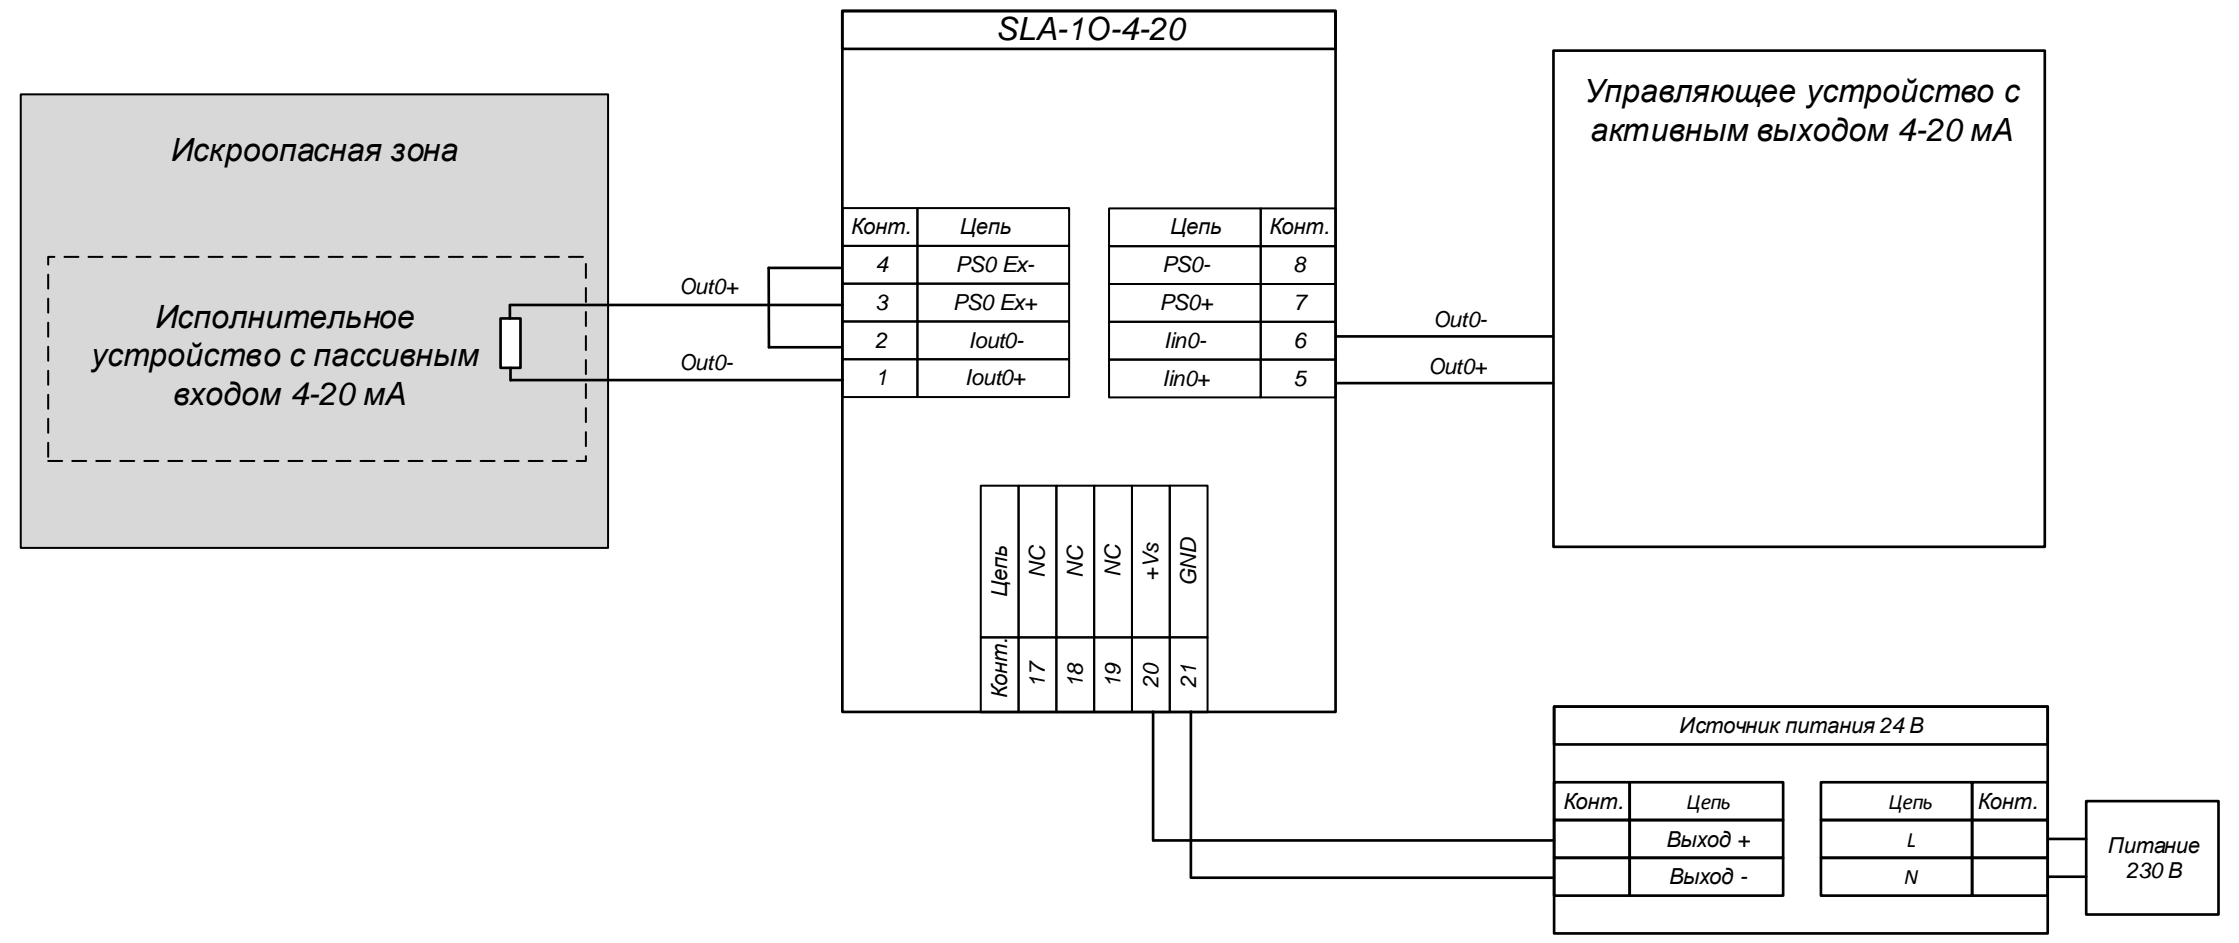 SLA-1O-4-20
Управляющее устройство с
активным выходом 4-20 мА
Искроопасная зона
Исполнительное
устройство с пассивным
входом 4-20 мА
Out0+
Out0-
Конт. Цепь
4 PS0 Ex-
3 PS0 Ex+
2 Iout0-
1 Iout0+
Цепь Конт.
PS0- 8
PS0+ 7
Iin0- 6
Iin0+ 5
Out0-
Out0+
Цепь NC NC NC +Vs GND
Конт. 17 18 19 20 21
Источник питания 24 В
Конт. Цепь
Выход +
Выход -
Цепь Конт.
L
N
Питание
230 В